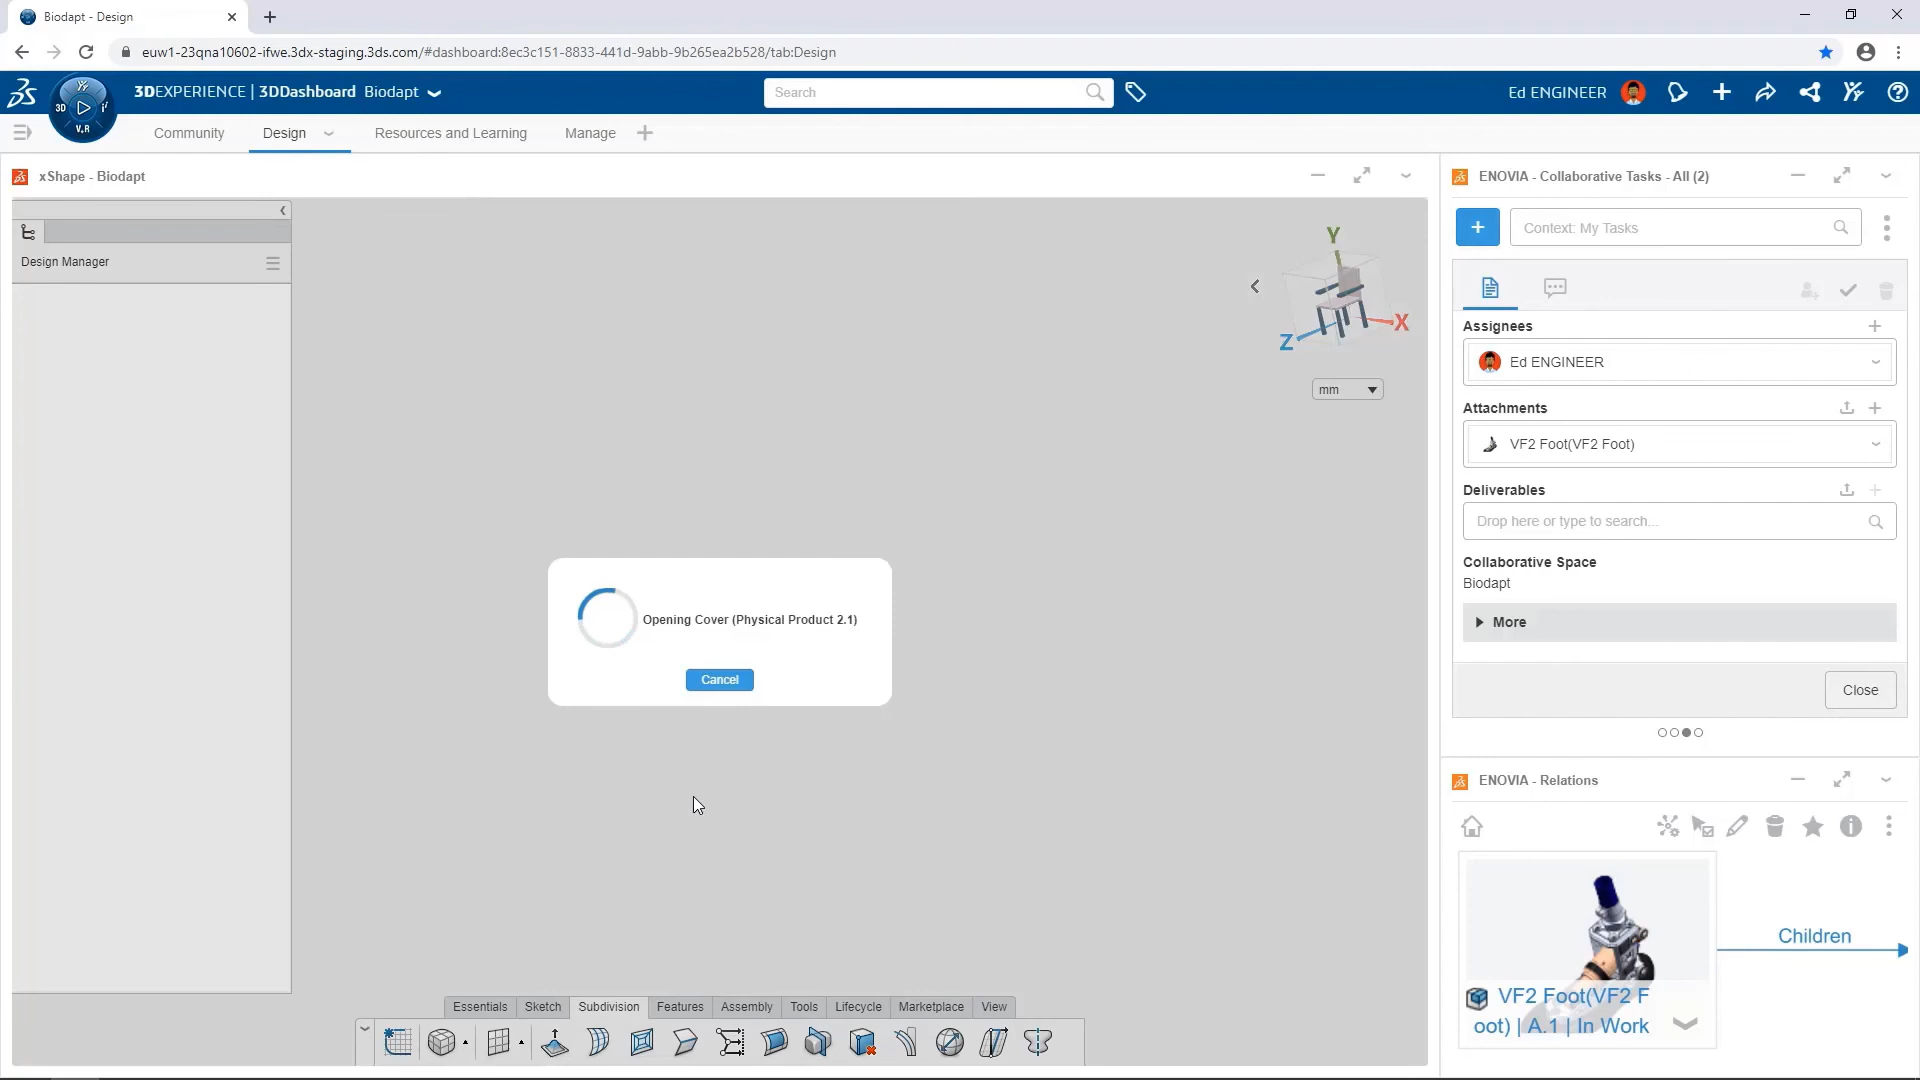 Biodapt - Design
euw1-23qna10602-ifwe.3dx-staging.3ds.com/#dashboard:8ec3c151-8833-441d-9abb-9b265ea2b528/tab:Design
3D
V.R
3DEXPERIENCE | 3DDashboard Biodapt
Search
Ed ENGINEER
Community
Design
Resources and Learning
Manage
xShape - Biodapt
Design Manager
Y
X
Z
mm
Opening Cover (Physical Product 2.1)
Cancel
Essentials
Sketch
Subdivision
Features
Assembly
Tools
Lifecycle
Marketplace
View
ENOVIA - Collaborative Tasks - All (2)
Context: My Tasks
Assignees
Ed ENGINEER
Attachments
VF2 Foot(VF2 Foot)
Deliverables
Drop here or type to search...
Collaborative Space
Biodapt
More
Close
ENOVIA - Relations
Children
VF2 Foot(VF2 F
oot) | A.1 | In Work